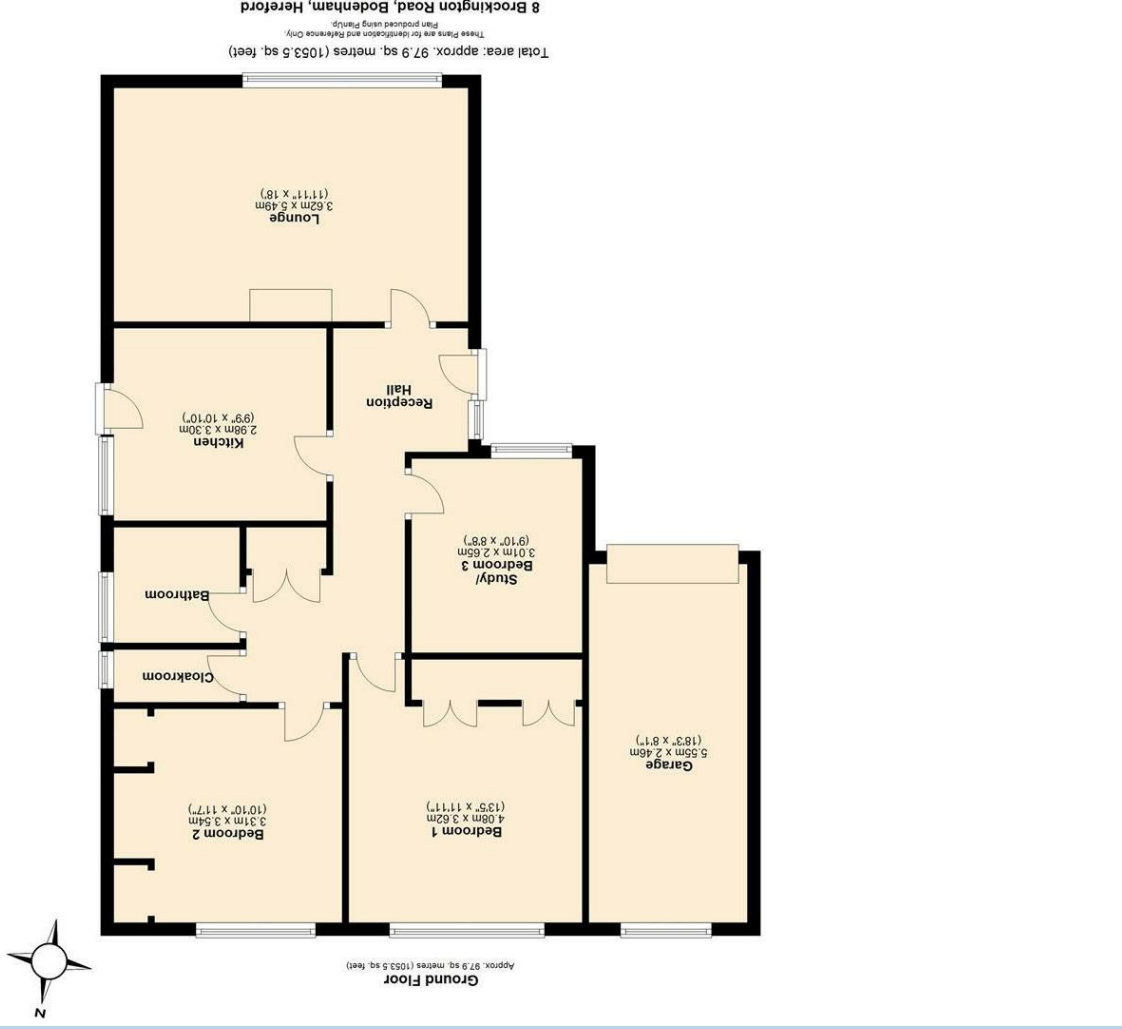 N
Ground Floor
Approx. 97.9 sq. metres (1053.5 sq. feet)
Bedroom 2
3.31m x 3.54m
(10'10" x 11'7")
Bedroom 1
4.08m x 3.62m
(13'5" x 11'11")
Garage
5.55m x 2.46m
(18'3" x 8'1")
Cloakroom
Bathroom
Study/
Bedroom 3
3.01m x 2.65m
(9'10" x 8'8")
Kitchen
2.98m x 3.30m
(9'9" x 10'10")
Reception
Hall
Lounge
3.62m x 5.49m
(11'11" x 18')
Total area: approx. 97.9 sq. metres (1053.5 sq. feet)
These Plans are for Identification and Reference Only.
Plan produced using PlanUp.
8 Brockington Road, Bodenham, Hereford